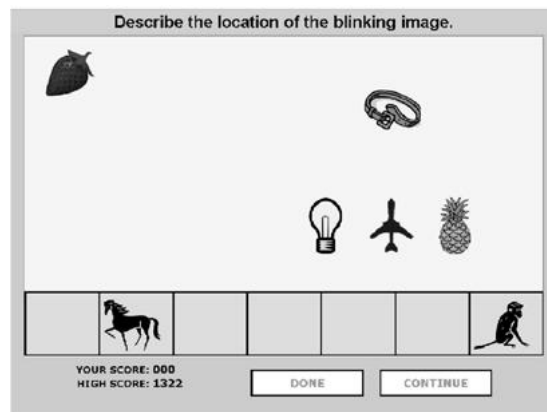 Describe the location of the blinking image.
YOUR SCORE: 000
HIGH SCORE: 1322
DONE
CONTINUE